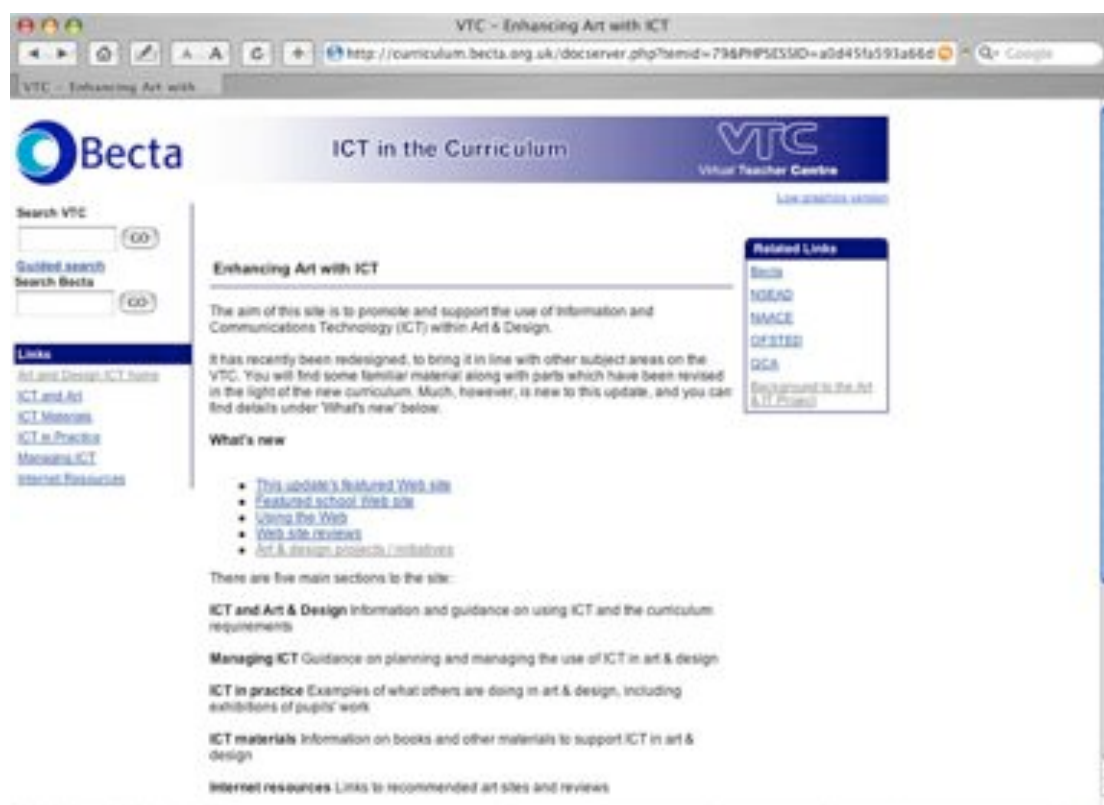 VTC - Enhancing Art with ICT
http://curriculum.becta.org.uk/docserver.php?temid=79&PHPSESSID=a0d45fa593a66d
Google
VTC - Enhancing Art with
Becta
ICT in the Curriculum
VTC
Virtual Teacher Centre
Low graphics version
Search VTC
GO
Guided search
Search Becta
GO
Links
Art and Design ICT home
ICT and Art
ICT Materials
ICT in Practice
Managing ICT
Internet Resources
Enhancing Art with ICT
The aim of this site is to promote and support the use of Information and
Communications Technology (ICT) within Art & Design.
It has recently been redesigned, to bring it in line with other subject areas on the
VTC. You will find some familiar material along with parts which have been revised
in the light of the new curriculum. Much, however, is new to this update, and you can
find details under 'What's new' below.
What's new
This update's featured Web site
Featured school Web site
Using the Web
Web site reviews
Art & design projects / initiatives
There are five main sections to the site:
ICT and Art & Design Information and guidance on using ICT and the curriculum
requirements
Managing ICT Guidance on planning and managing the use of ICT in art & design
ICT in practice Examples of what others are doing in art & design, including
exhibitions of pupils' work
ICT materials Information on books and other materials to support ICT in art &
design
Internet resources Links to recommended art sites and reviews
Related Links
Becta
NSEAD
NAACE
OFSTED
QCA
Background to the Art
& IT Project